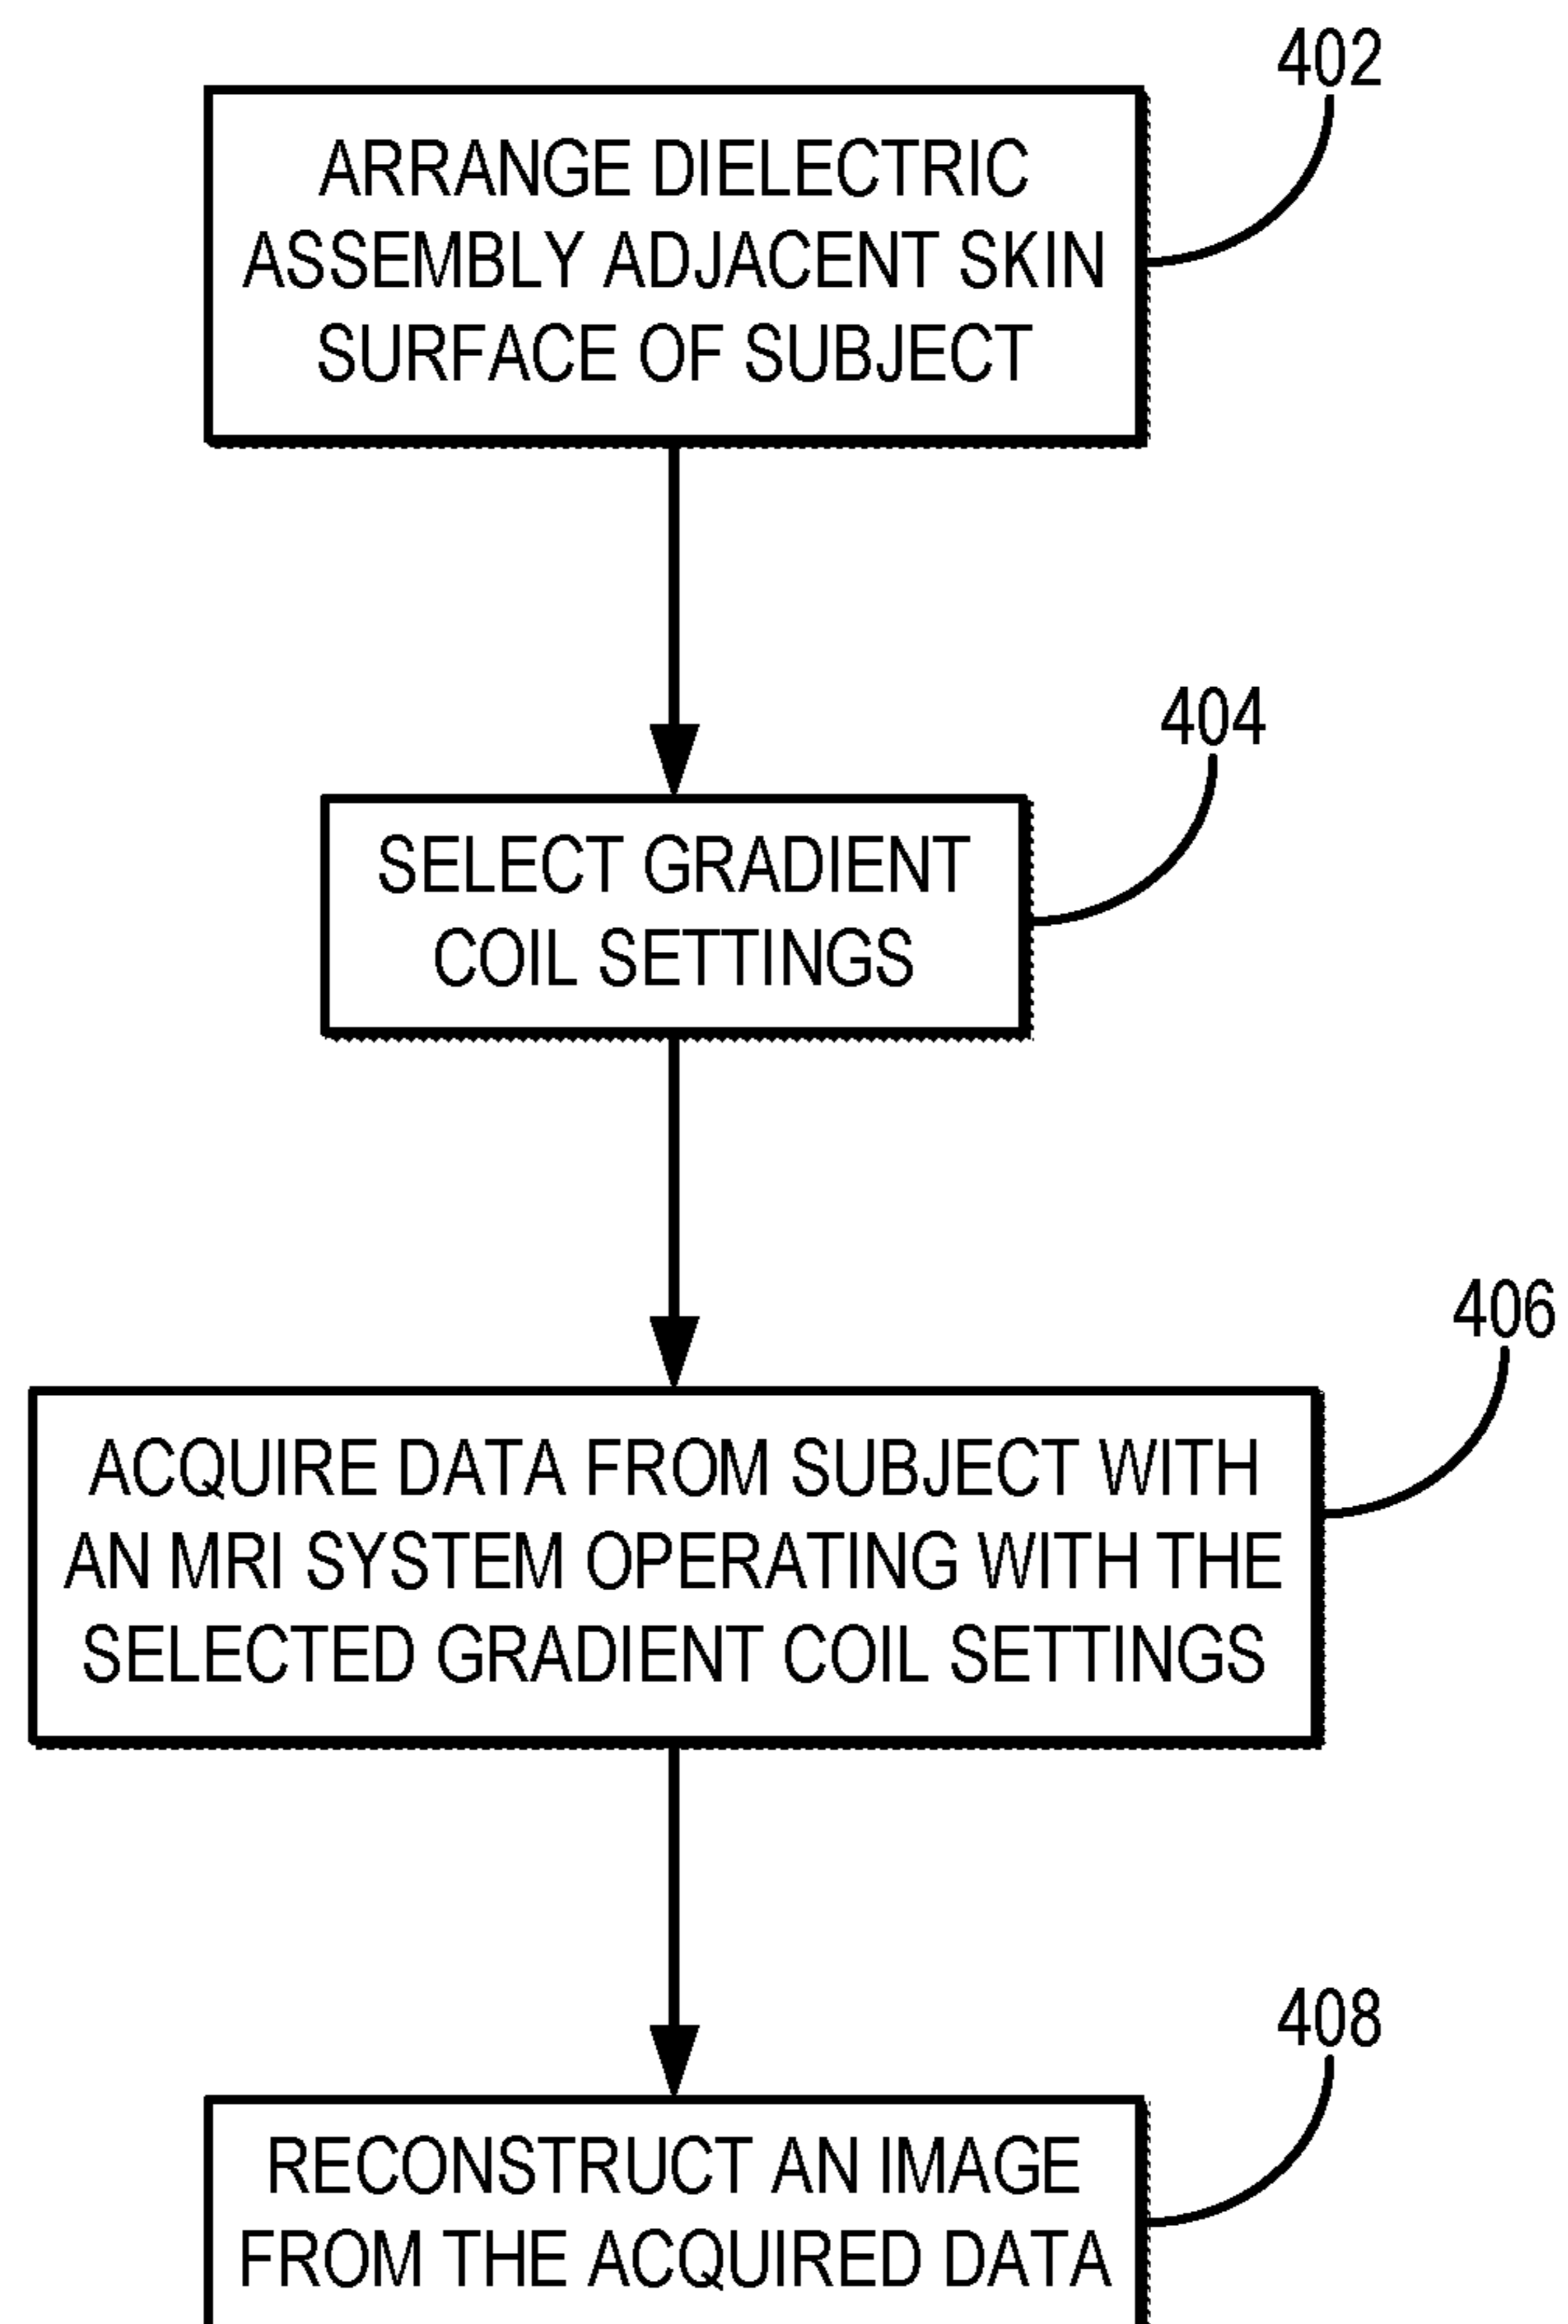 402
ARRANGE DIELECTRIC
ASSEMBLY ADJACENT SKIN
SURFACE OF SUBJECT
404
SELECT GRADIENT
COIL SETTINGS
406
ACQUIRE DATA FROM SUBJECT WITH
AN MRI SYSTEM OPERATING WITH THE
SELECTED GRADIENT COIL SETTINGS
408
RECONSTRUCT AN IMAGE
FROM THE ACQUIRED DATA